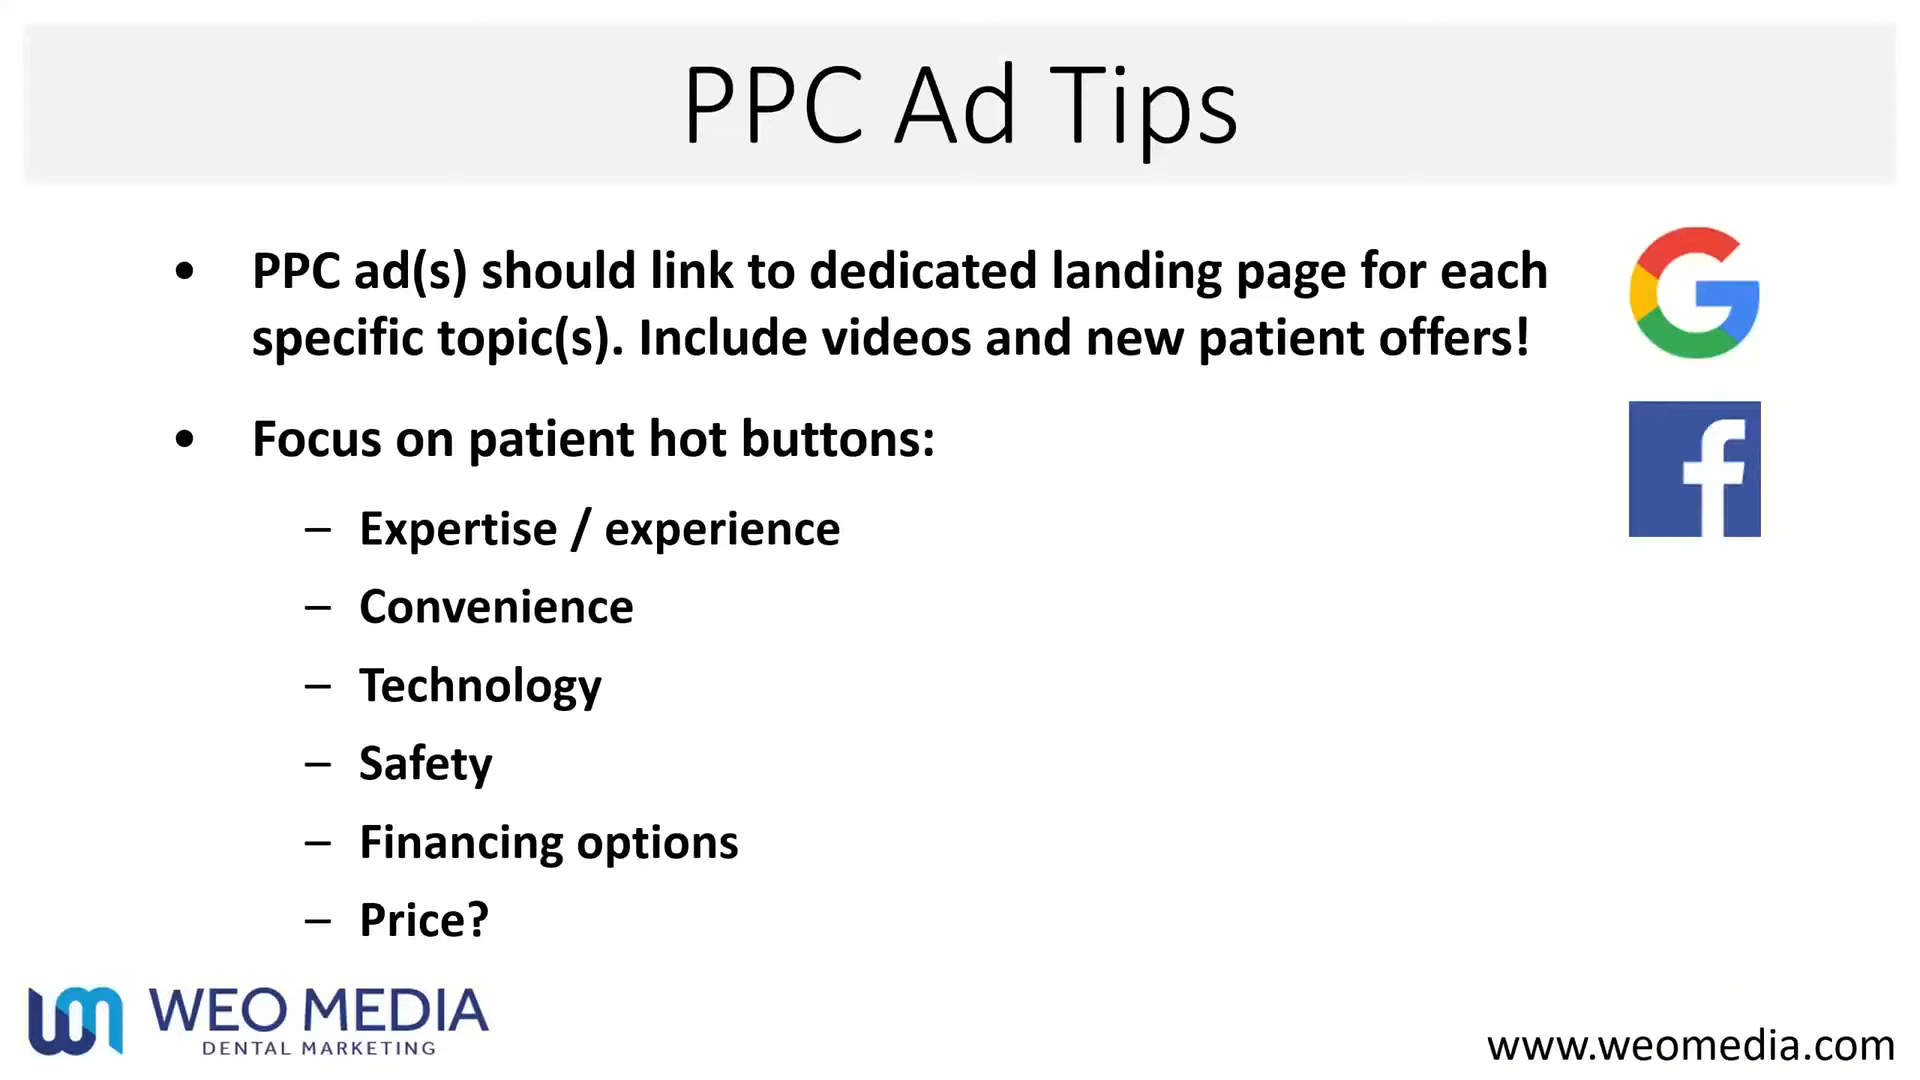 PPC Ad Tips
• PPC ad(s) should link to dedicated landing page for each
specific topic(s). Include videos and new patient offers!
• Focus on patient hot buttons:
– Expertise / experience
– Convenience
– Technology
– Safety
– Financing options
– Price?
WEO MEDIA
DENTAL MARKETING
www.weomedia.com